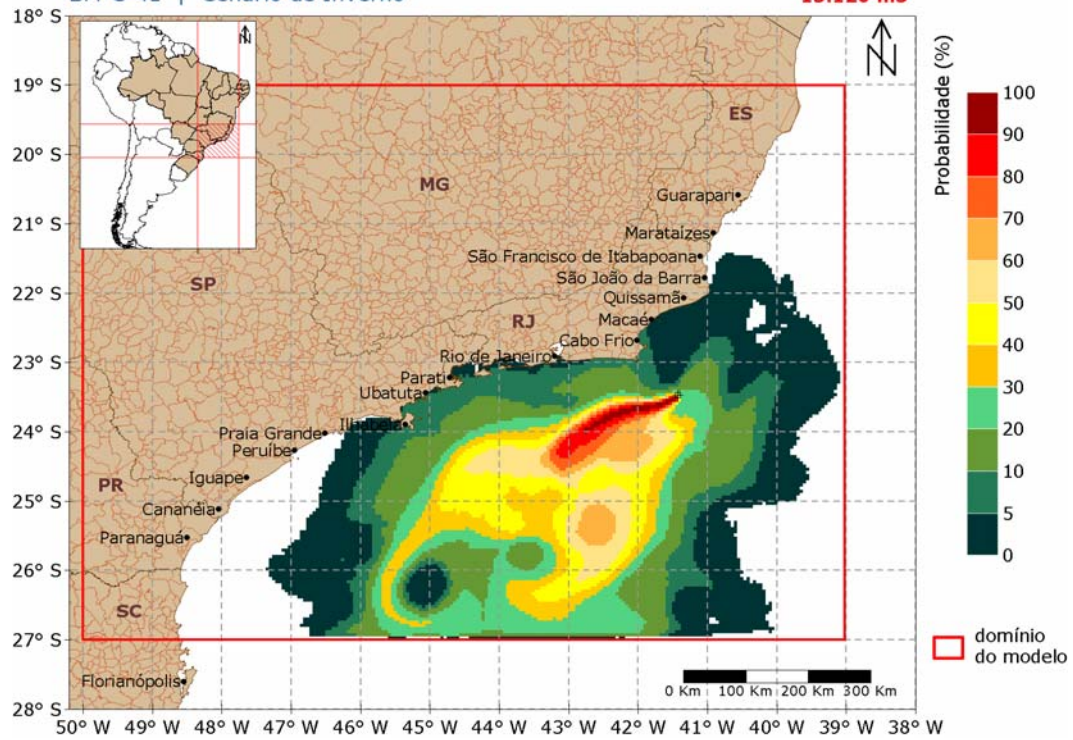 18° S
19° S
20° S
21° S
22° S
23° S
24° S
25° S
26° S
27° S
28° S
50° W 49° W 48° W 47° W 46° W 45° W 44° W 43° W 42° W 41° W 40° W 39° W 38° W
N
N
ES
MG
SP
RJ
PR
SC
Guarapari
Marataízes
São Francisco de Itabapoana
São João da Barra
Quissamã
Macaé
Cabo Frio
Rio de Janeiro
Parati
Ubatuta
Ilhabela
Praia Grande
Peruíbe
Iguape
Cananéia
Paranaguá
Florianópolis
0 Km 100 Km 200 Km 300 Km
Probabilidade (%)
100
90
80
70
60
50
40
30
20
10
5
0
domínio
do modelo